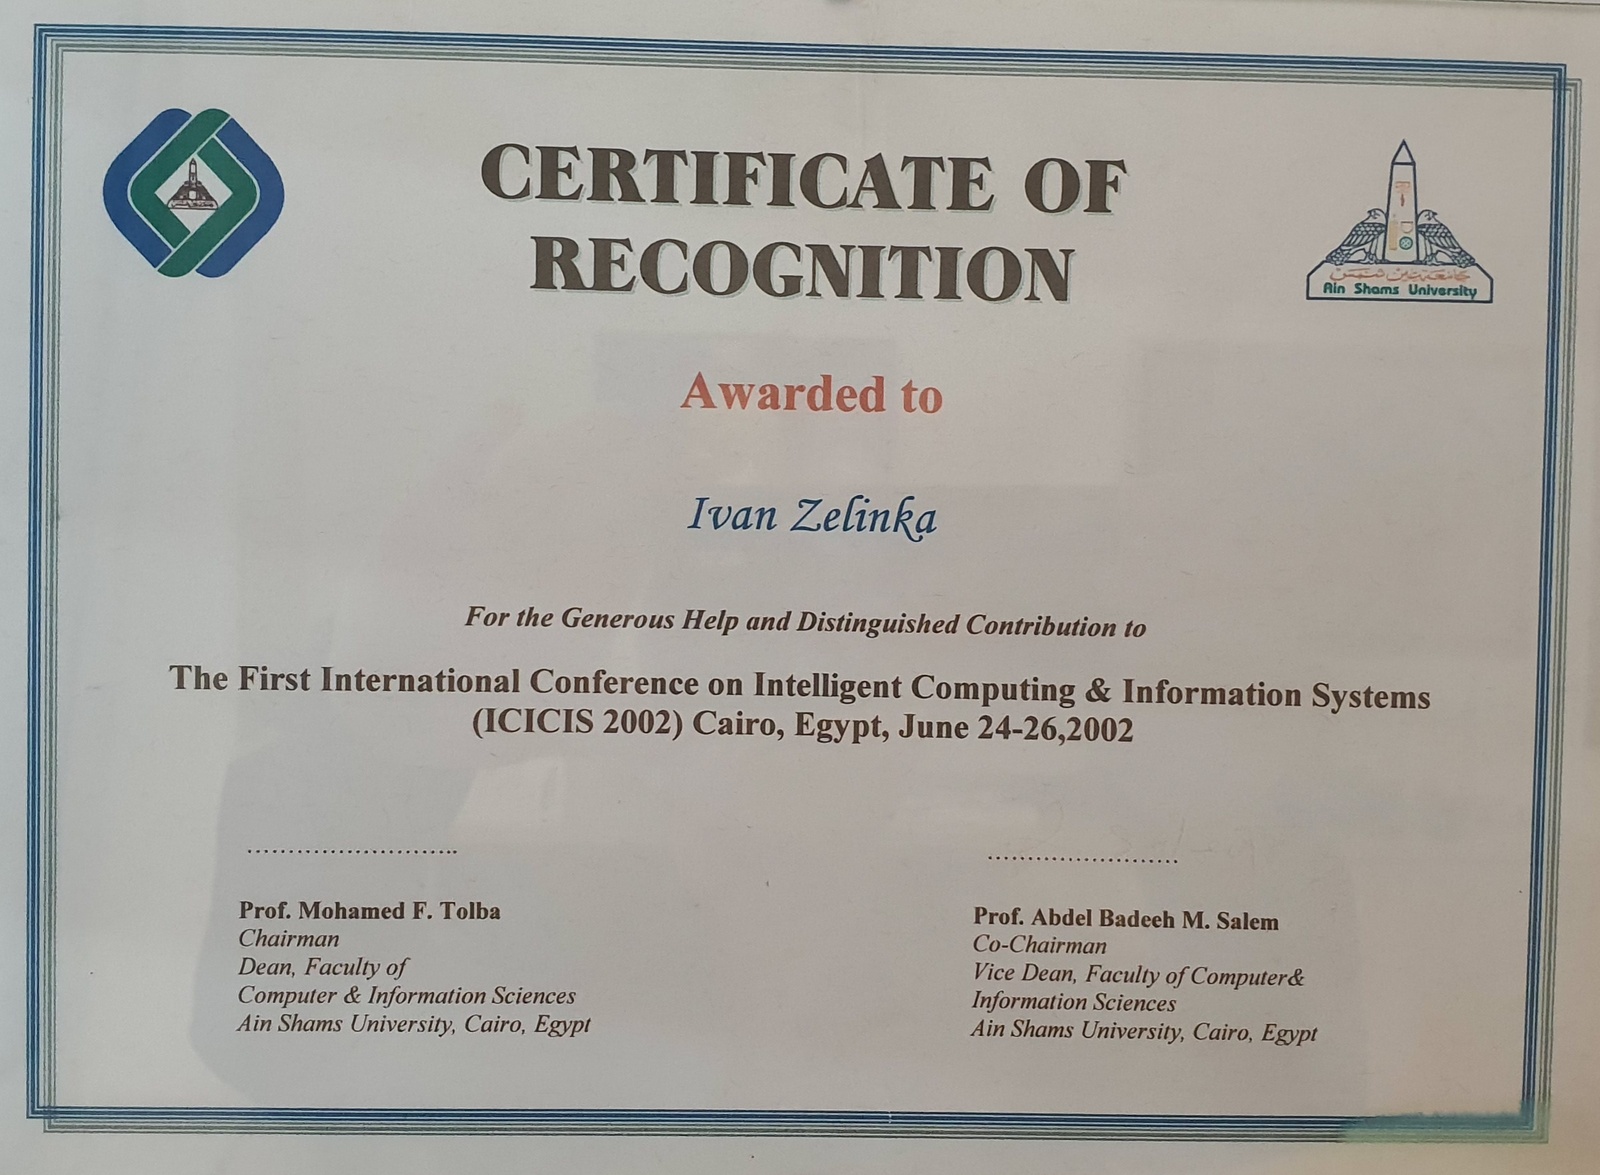 CERTIFICATE OF
RECOGNITION
جامعة عين شمس
Ain Shams University
Awarded to
Ivan Zelinka
For the Generous Help and Distinguished Contribution to
The First International Conference on Intelligent Computing & Information Systems
(ICICIS 2002) Cairo, Egypt, June 24-26,2002
..........................
........................
Prof. Mohamed F. Tolba
Chairman
Dean, Faculty of
Computer & Information Sciences
Ain Shams University, Cairo, Egypt
Prof. Abdel Badeeh M. Salem
Co-Chairman
Vice Dean, Faculty of Computer&
Information Sciences
Ain Shams University, Cairo, Egypt